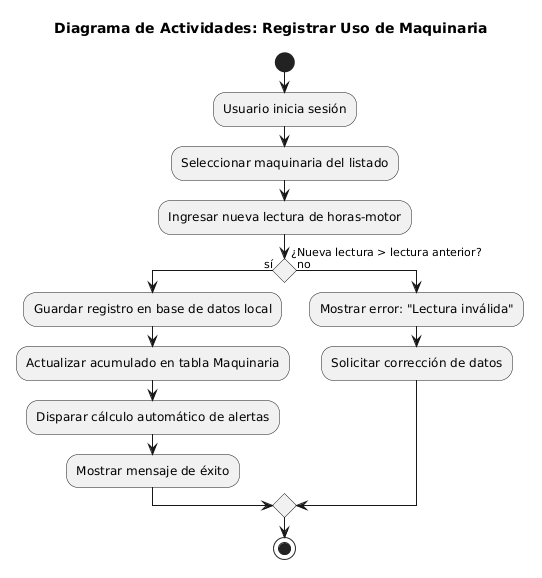 Diagrama de Actividades: Registrar Uso de Maquinaria
Usuario inicia sesión
Seleccionar maquinaria del listado
Ingresar nueva lectura de horas-motor
¿Nueva lectura > lectura anterior?
sí
no
Guardar registro en base de datos local
Mostrar error: "Lectura inválida"
Actualizar acumulado en tabla Maquinaria
Solicitar corrección de datos
Disparar cálculo automático de alertas
Mostrar mensaje de éxito